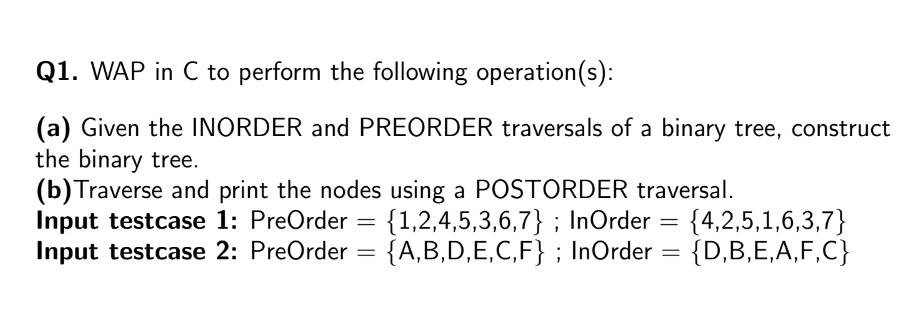 Q1. WAP in C to perform the following operation(s):
(a) Given the INORDER and PREORDER traversals of a binary tree, construct
the binary tree.
(b)Traverse and print the nodes using a POSTORDER traversal.
Input testcase 1: PreOrder = {1,2,4,5,3,6,7} ; InOrder = {4,2,5,1,6,3,7}
Input testcase 2: PreOrder = {A,B,D,E,C,F} ; InOrder = {D,B,E,A,F,C}